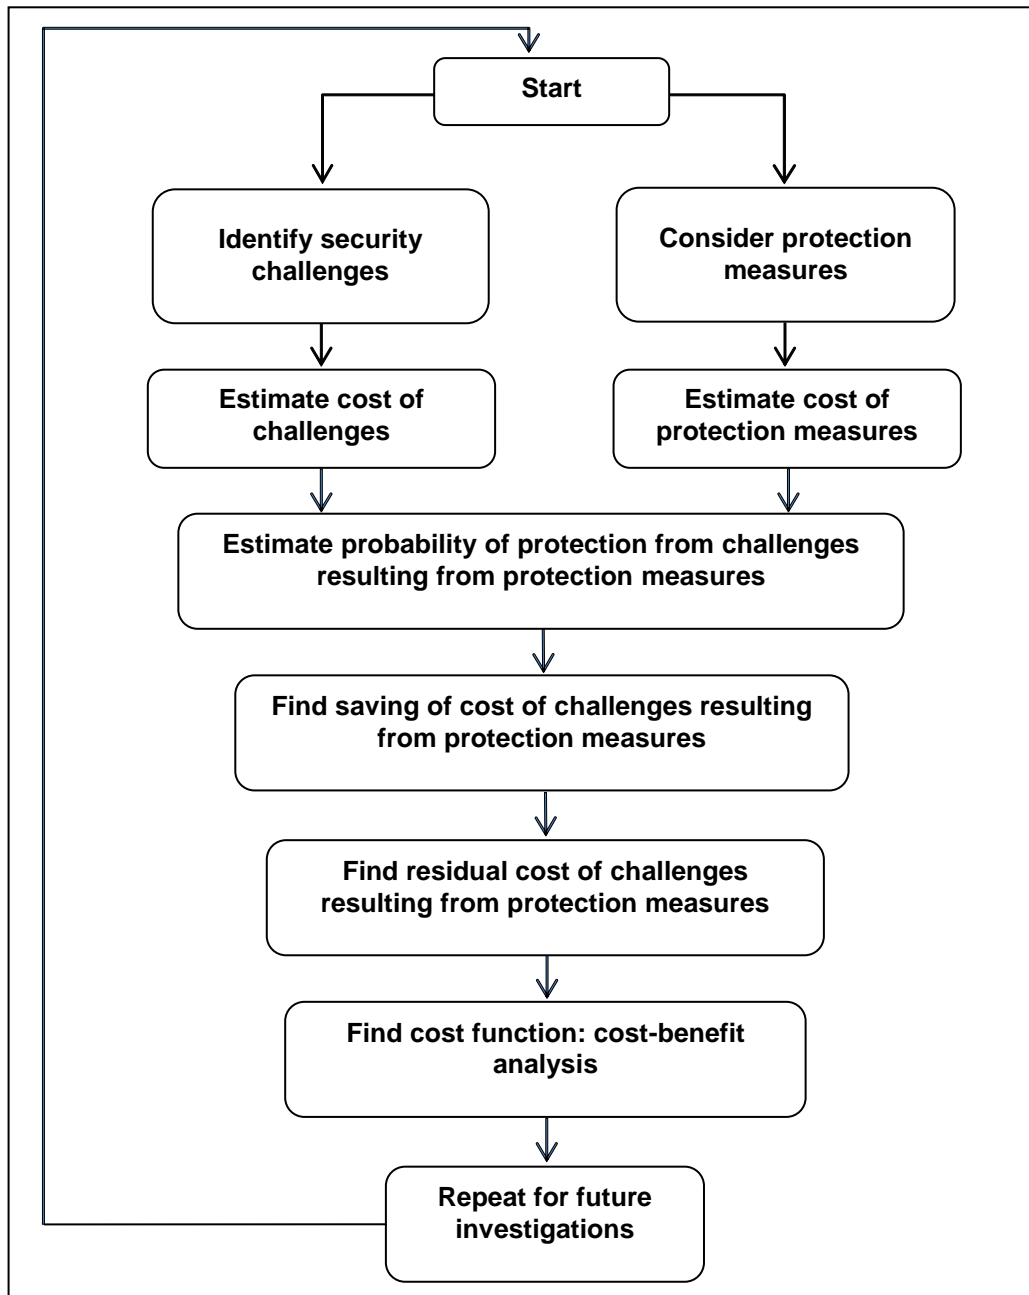 Start
Identify security
challenges
Consider protection
measures
Estimate cost of
challenges
Estimate cost of
protection measures
Estimate probability of protection from challenges
resulting from protection measures
Find saving of cost of challenges resulting
from protection measures
Find residual cost of challenges
resulting from protection measures
Find cost function: cost-benefit
analysis
Repeat for future
investigations